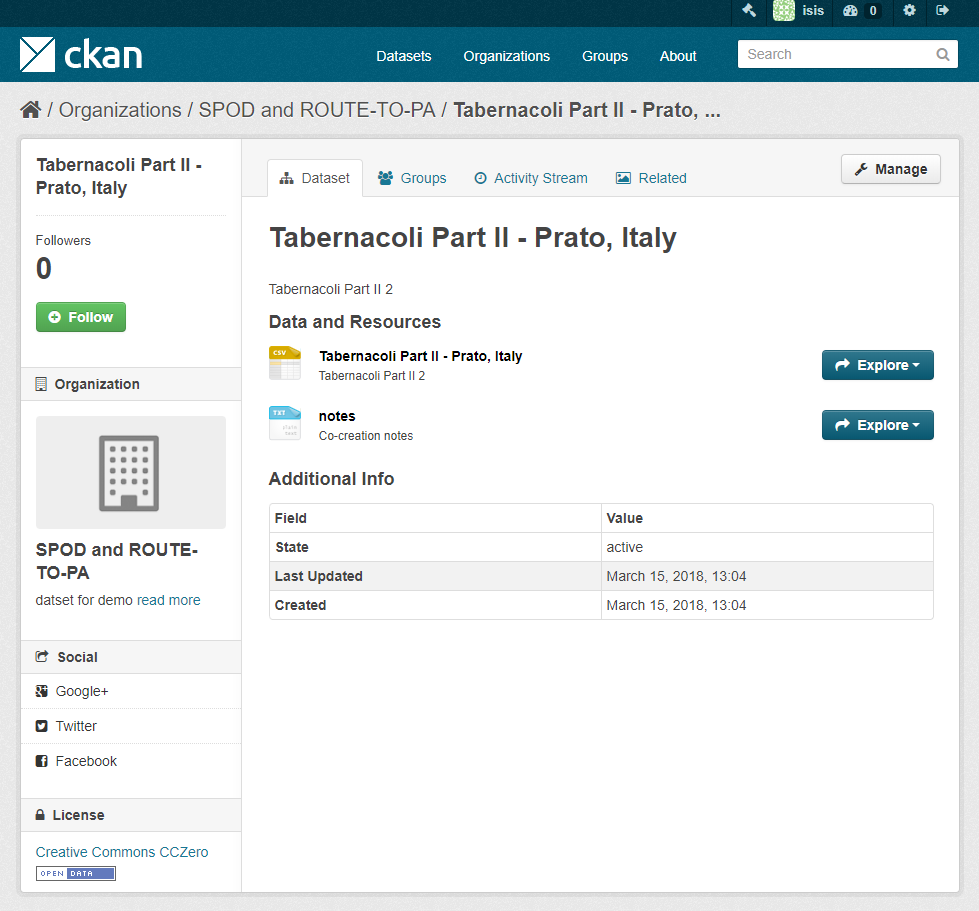 isis 0
ckan
Datasets Organizations Groups About Search
/ Organizations / SPOD and ROUTE-TO-PA / Tabernacoli Part II - Prato, ...
Tabernacoli Part II -
Prato, Italy
Followers
0
Follow
Organization
SPOD and ROUTE-
TO-PA
datset for demo read more
Social
Google+
Twitter
Facebook
License
Creative Commons CCZero
OPEN DATA
Dataset Groups Activity Stream Related Manage
Tabernacoli Part II - Prato, Italy
Tabernacoli Part II 2
Data and Resources
CSV
Tabernacoli Part II - Prato, Italy
Tabernacoli Part II 2
Explore
TXT
notes
Co-creation notes
Explore
Additional Info
Field Value
State active
Last Updated March 15, 2018, 13:04
Created March 15, 2018, 13:04